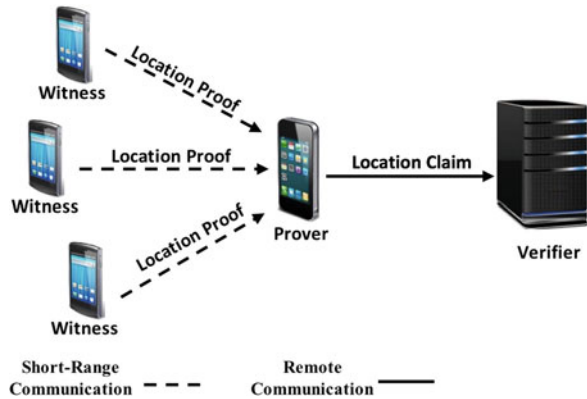 Location Proof
Witness
Location Proof
Location Claim
Witness
Prover
Location Proof
Verifier
Witness
Short-Range
Communication
Remote
Communication